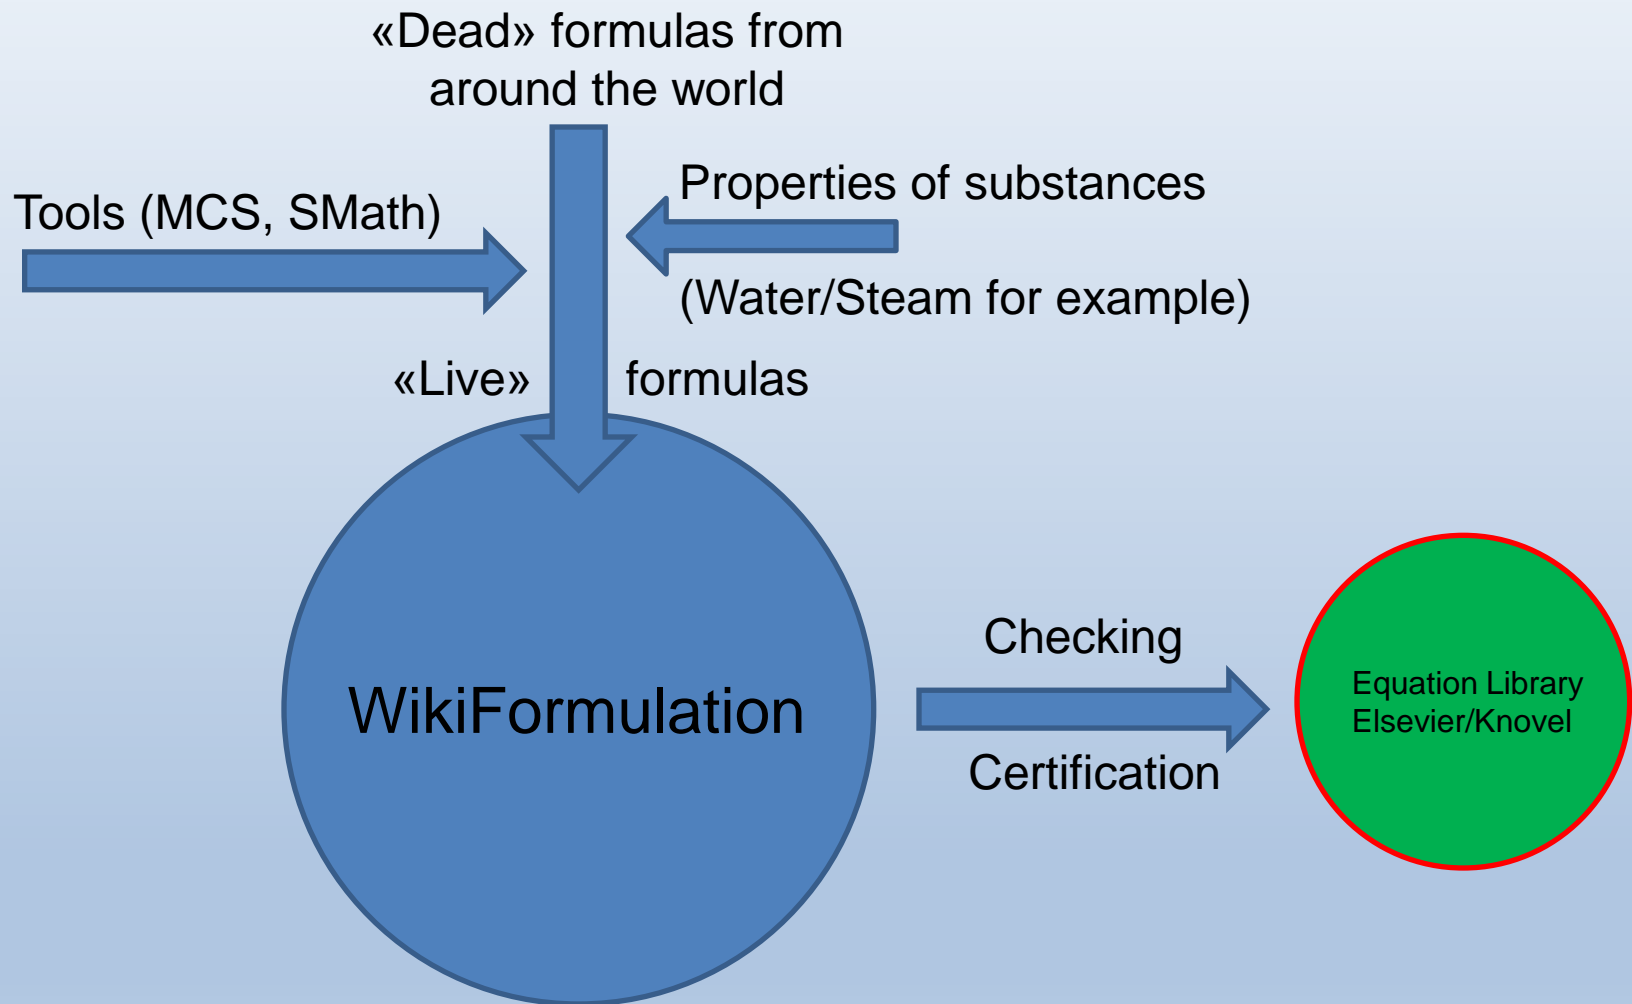 «Dead» formulas from
around the world
Tools (MCS, SMath)
Properties of substances
(Water/Steam for example)
«Live» formulas
WikiFormulation
Checking
Certification
Equation Library
Elsevier/Knovel